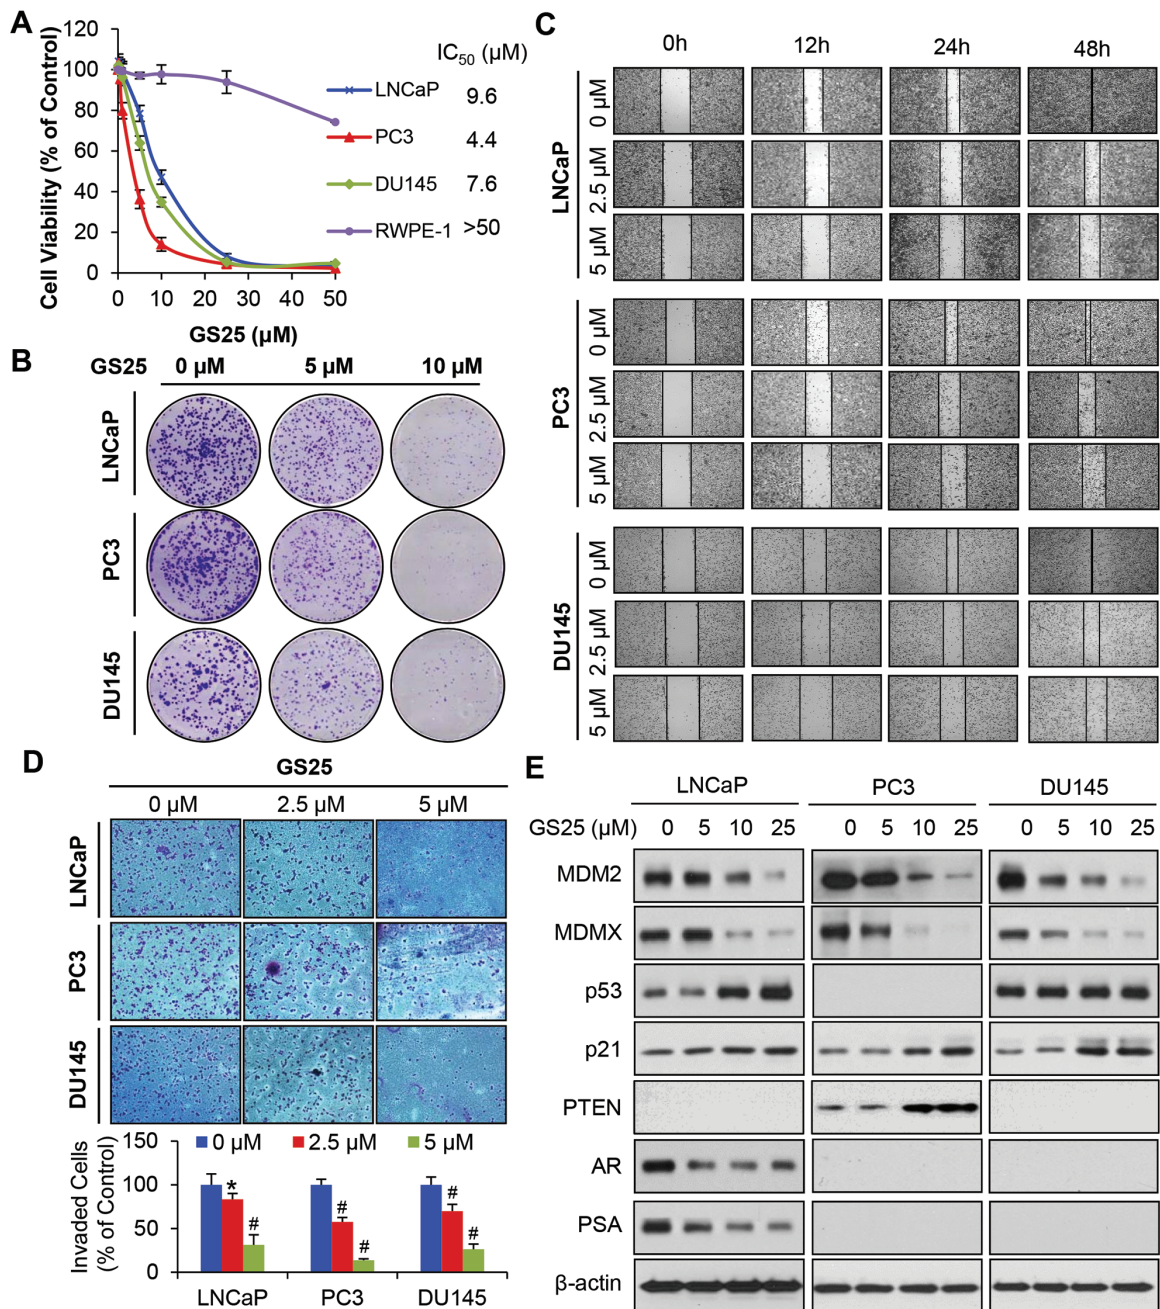 A
120
100
80
60
40
20
0
Cell Viability (% of Control)
0 10 20 30 40 50
GS25 (µM)
IC50 (µM)
LNCaP 9.6
PC3 4.4
DU145 7.6
RWPE-1 >50
B
GS25 0 µM 5 µM 10 µM
LNCaP
PC3
DU145
C
0h 12h 24h 48h
LNCaP
0 µM
2.5 µM
5 µM
PC3
0 µM
2.5 µM
5 µM
DU145
0 µM
2.5 µM
5 µM
D
GS25
0 µM 2.5 µM 5 µM
LNCaP
PC3
DU145
Invaded Cells
(% of Control)
150
100
50
0
0 µM 2.5 µM 5 µM
* # # # # #
LNCaP PC3 DU145
E
LNCaP PC3 DU145
GS25 (µM) 0 5 10 25 0 5 10 25 0 5 10 25
MDM2
MDMX
p53
p21
PTEN
AR
PSA
β-actin